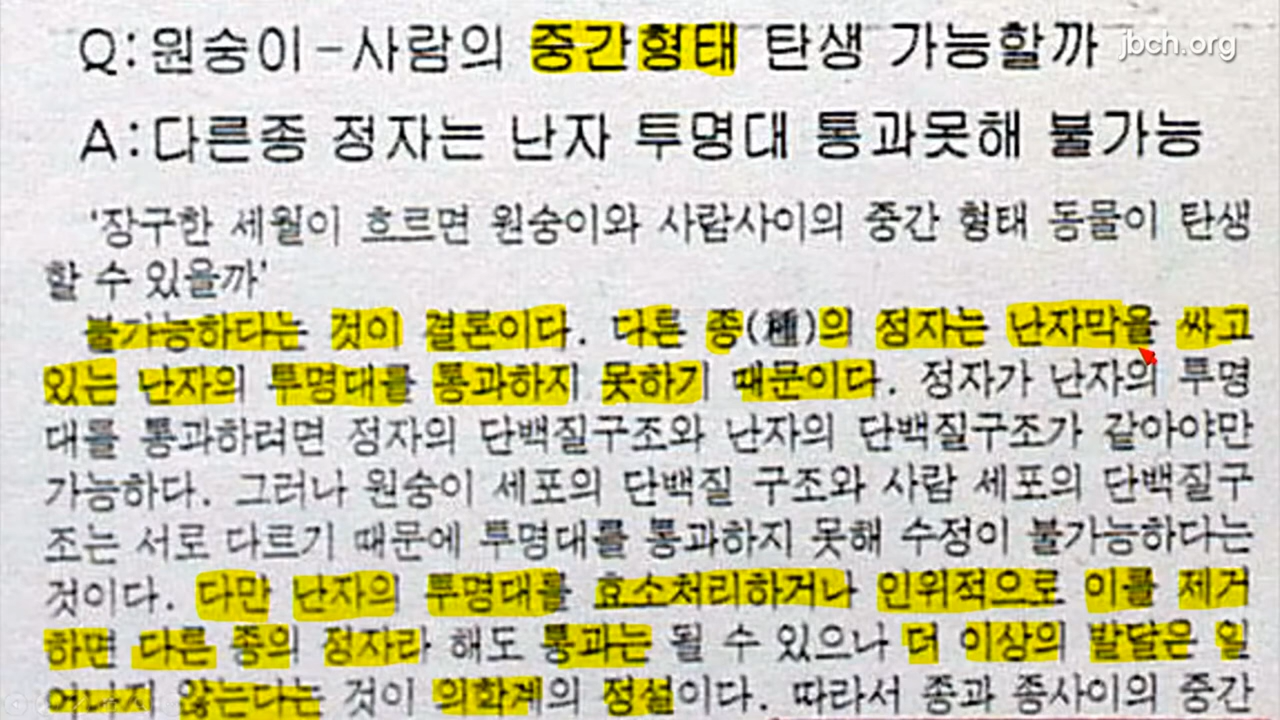 Q:원숭이-사람의 중간형태 탄생 가능할까
jbch.org
A:다른종 정자는 난자 투명대 통과못해 불가능
'장구한 세월이 흐르면 원숭이와 사람사이의 중간 형태 동물이 탄생
할 수 있을까'
불가능하다는 것이 결론이다. 다른 종(種)의 정자는 난자막을 싸고
있는 난자의 투명대를 통과하지 못하기 때문이다. 정자가 난자의 투명
대를 통과하려면 정자의 단백질구조와 난자의 단백질구조가 같아야만
가능하다. 그러나 원숭이 세포의 단백질 구조와 사람 세포의 단백질구
조는 서로 다르기 때문에 투명대를 통과하지 못해 수정이 불가능하다는
것이다. 다만 난자의 투명대를 효소처리하거나 인위적으로 이를 제거
하면 다른 종의 정자라 해도 통과는 될 수 있으나 더 이상의 발달은 일
어나지 않는다는 것이 의학계의 정설이다. 따라서 종과 종사이의 중간